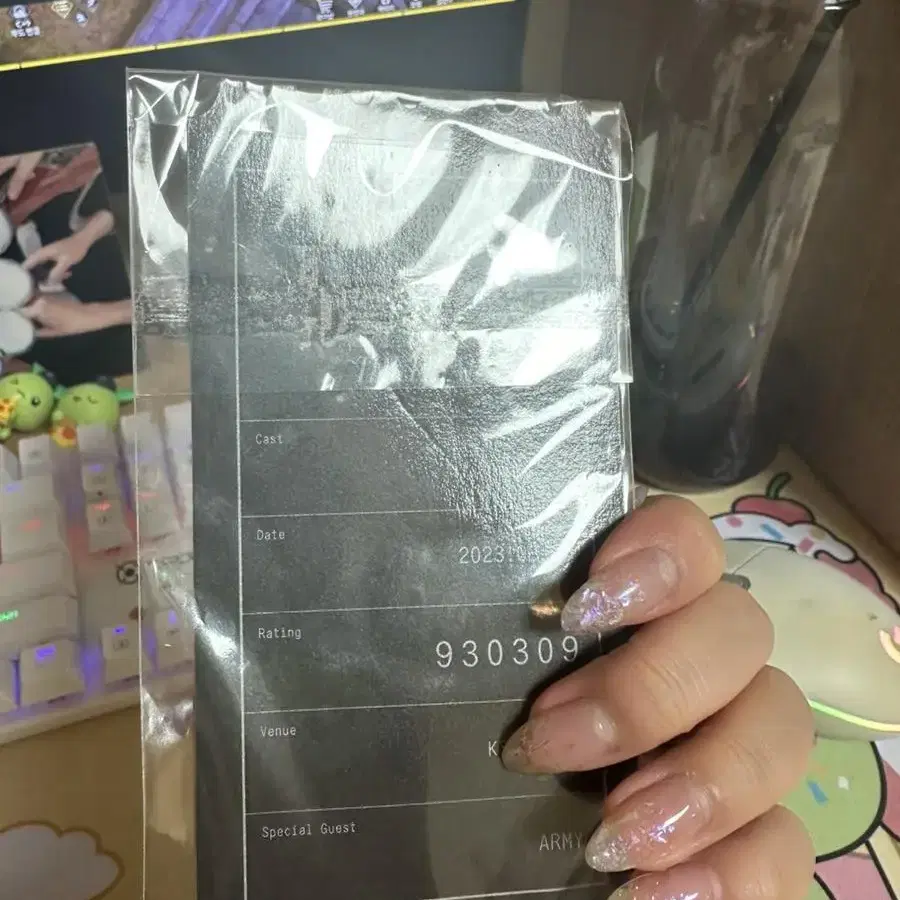 Cast
Date
2023
Rating
930309
Venue
K
Special Guest
ARMY